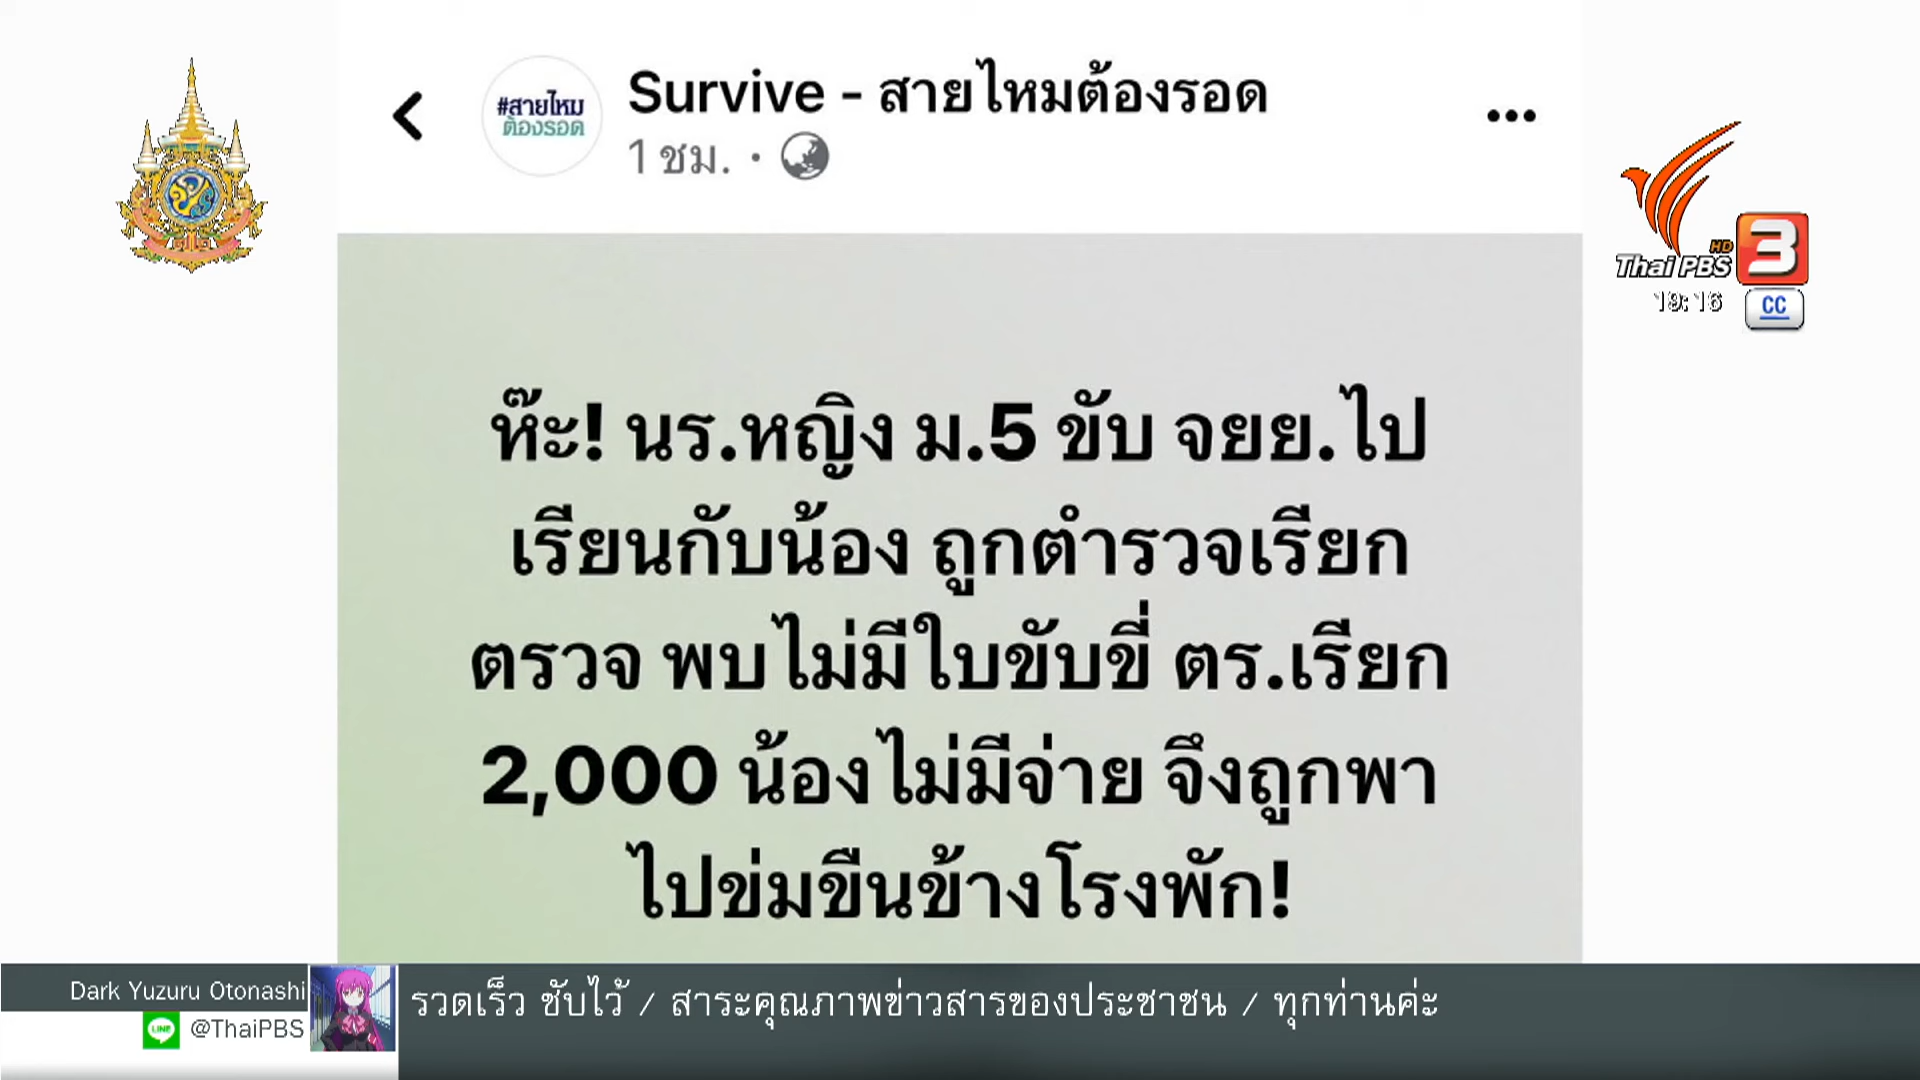 #สายไหม
ต้องรอด
Survive - สายไหมต้องรอด
1 ชม. ·
Thai PBS HD 3
19:16
CC
ห๊ะ! นร.หญิง ม.5 ขับ จยย.ไป
เรียนกับน้อง ถูกตำรวจเรียก
ตรวจ พบไม่มีใบขับขี่ ตร.เรียก
2,000 น้องไม่มีจ่าย จึงถูกพา
ไปข่มขืนข้างโรงพัก!
Dark Yuzuru Otonashi
LINE @ThaiPBS
รวดเร็ว ชับไว้ / สาระคุณภาพข่าวสารของประชาชน / ทุกท่านค่ะ